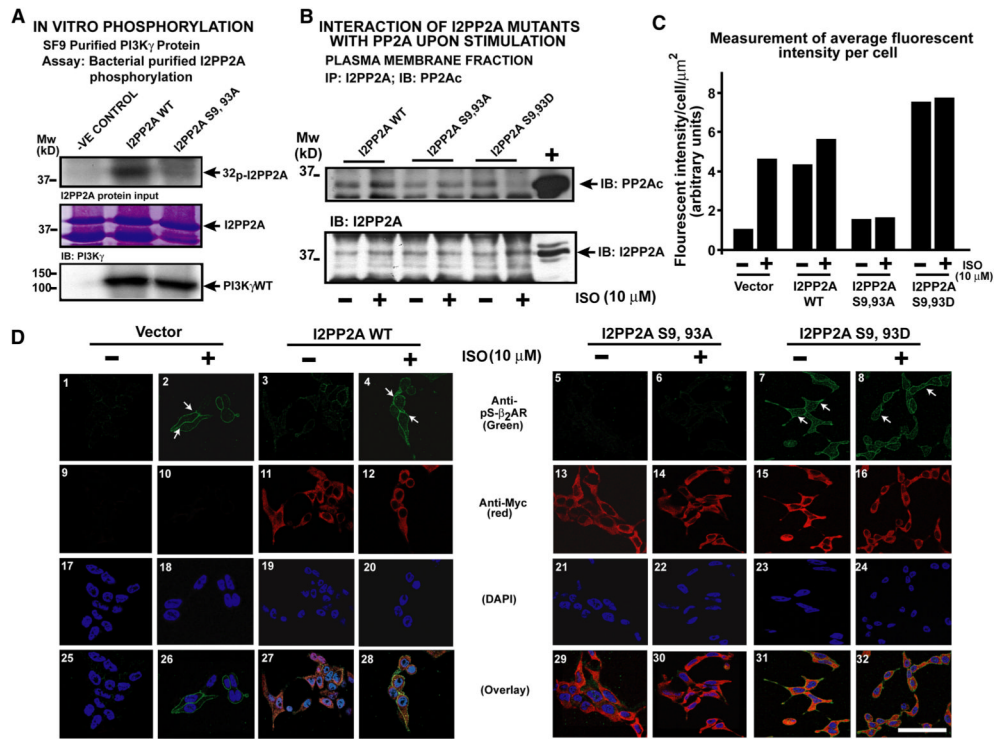 A
IN VITRO PHOSPHORYLATION
SF9 Purified PI3Kγ Protein
Assay: Bacterial purified I2PP2A
phosphorylation
-VE CONTROL
I2PP2A WT
I2PP2A S9, 93A
Mw
(kD)
37
32p-I2PP2A
I2PP2A protein input
37
I2PP2A
IB: PI3Kγ
150
100
PI3KγWT
B
INTERACTION OF I2PP2A MUTANTS
WITH PP2A UPON STIMULATION
PLASMA MEMBRANE FRACTION
IP: I2PP2A; IB: PP2Ac
I2PP2A WT
I2PP2A S9,93A
I2PP2A S9,93D
+
Mw
(kD)
37
IB: PP2Ac
IB: I2PP2A
37
IB: I2PP2A
− + − + − + ISO (10 µM)
C
Measurement of average fluorescent
intensity per cell
Flourescent intensity/cell/µm²
(arbitrary units)
8
6
4
2
0
− + − + − + − + ISO
(10 µM)
Vector
I2PP2A
WT
I2PP2A
S9,93A
I2PP2A
S9,93D
D
Vector
I2PP2A WT
I2PP2A S9, 93A
I2PP2A S9, 93D
− + − + ISO (10 µM) − + − +
1 2 3 4 5 6 7 8
Anti-
pS-β2AR
(Green)
9 10 11 12 13 14 15 16
Anti-Myc
(red)
17 18 19 20 21 22 23 24
(DAPI)
25 26 27 28 29 30 31 32
(Overlay)